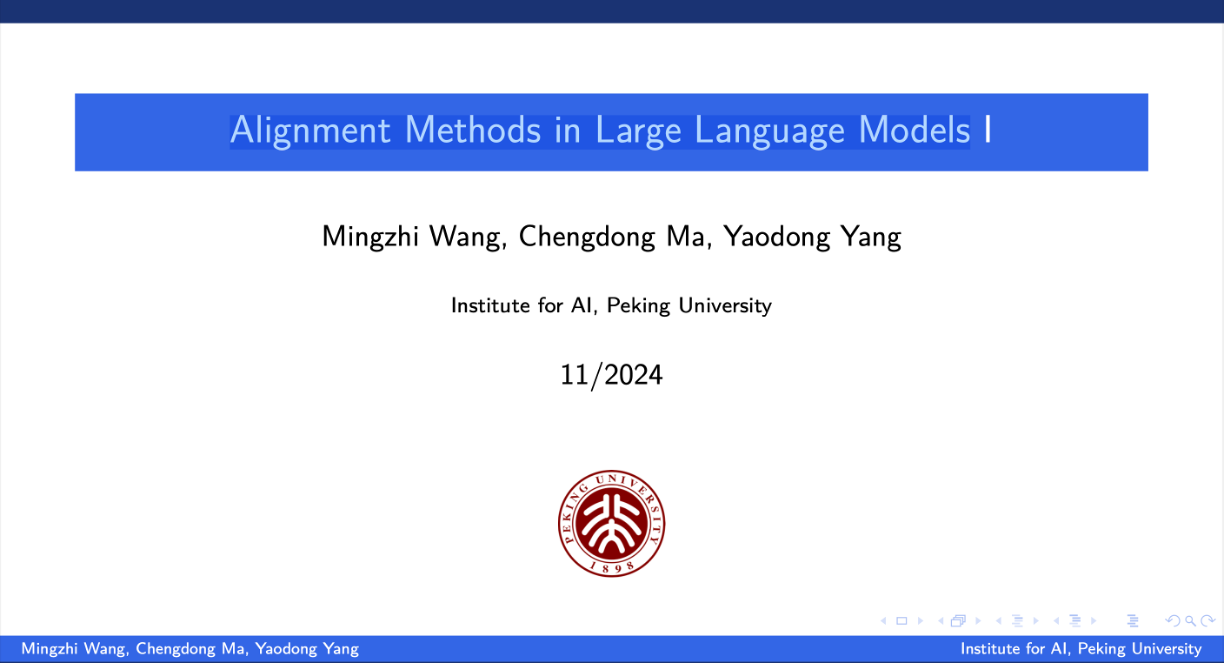 Alignment Methods in Large Language Models I
Mingzhi Wang, Chengdong Ma, Yaodong Yang
Institute for AI, Peking University
11/2024
PEKING UNIVERSITY
1898
Mingzhi Wang, Chengdong Ma, Yaodong Yang
Institute for AI, Peking University